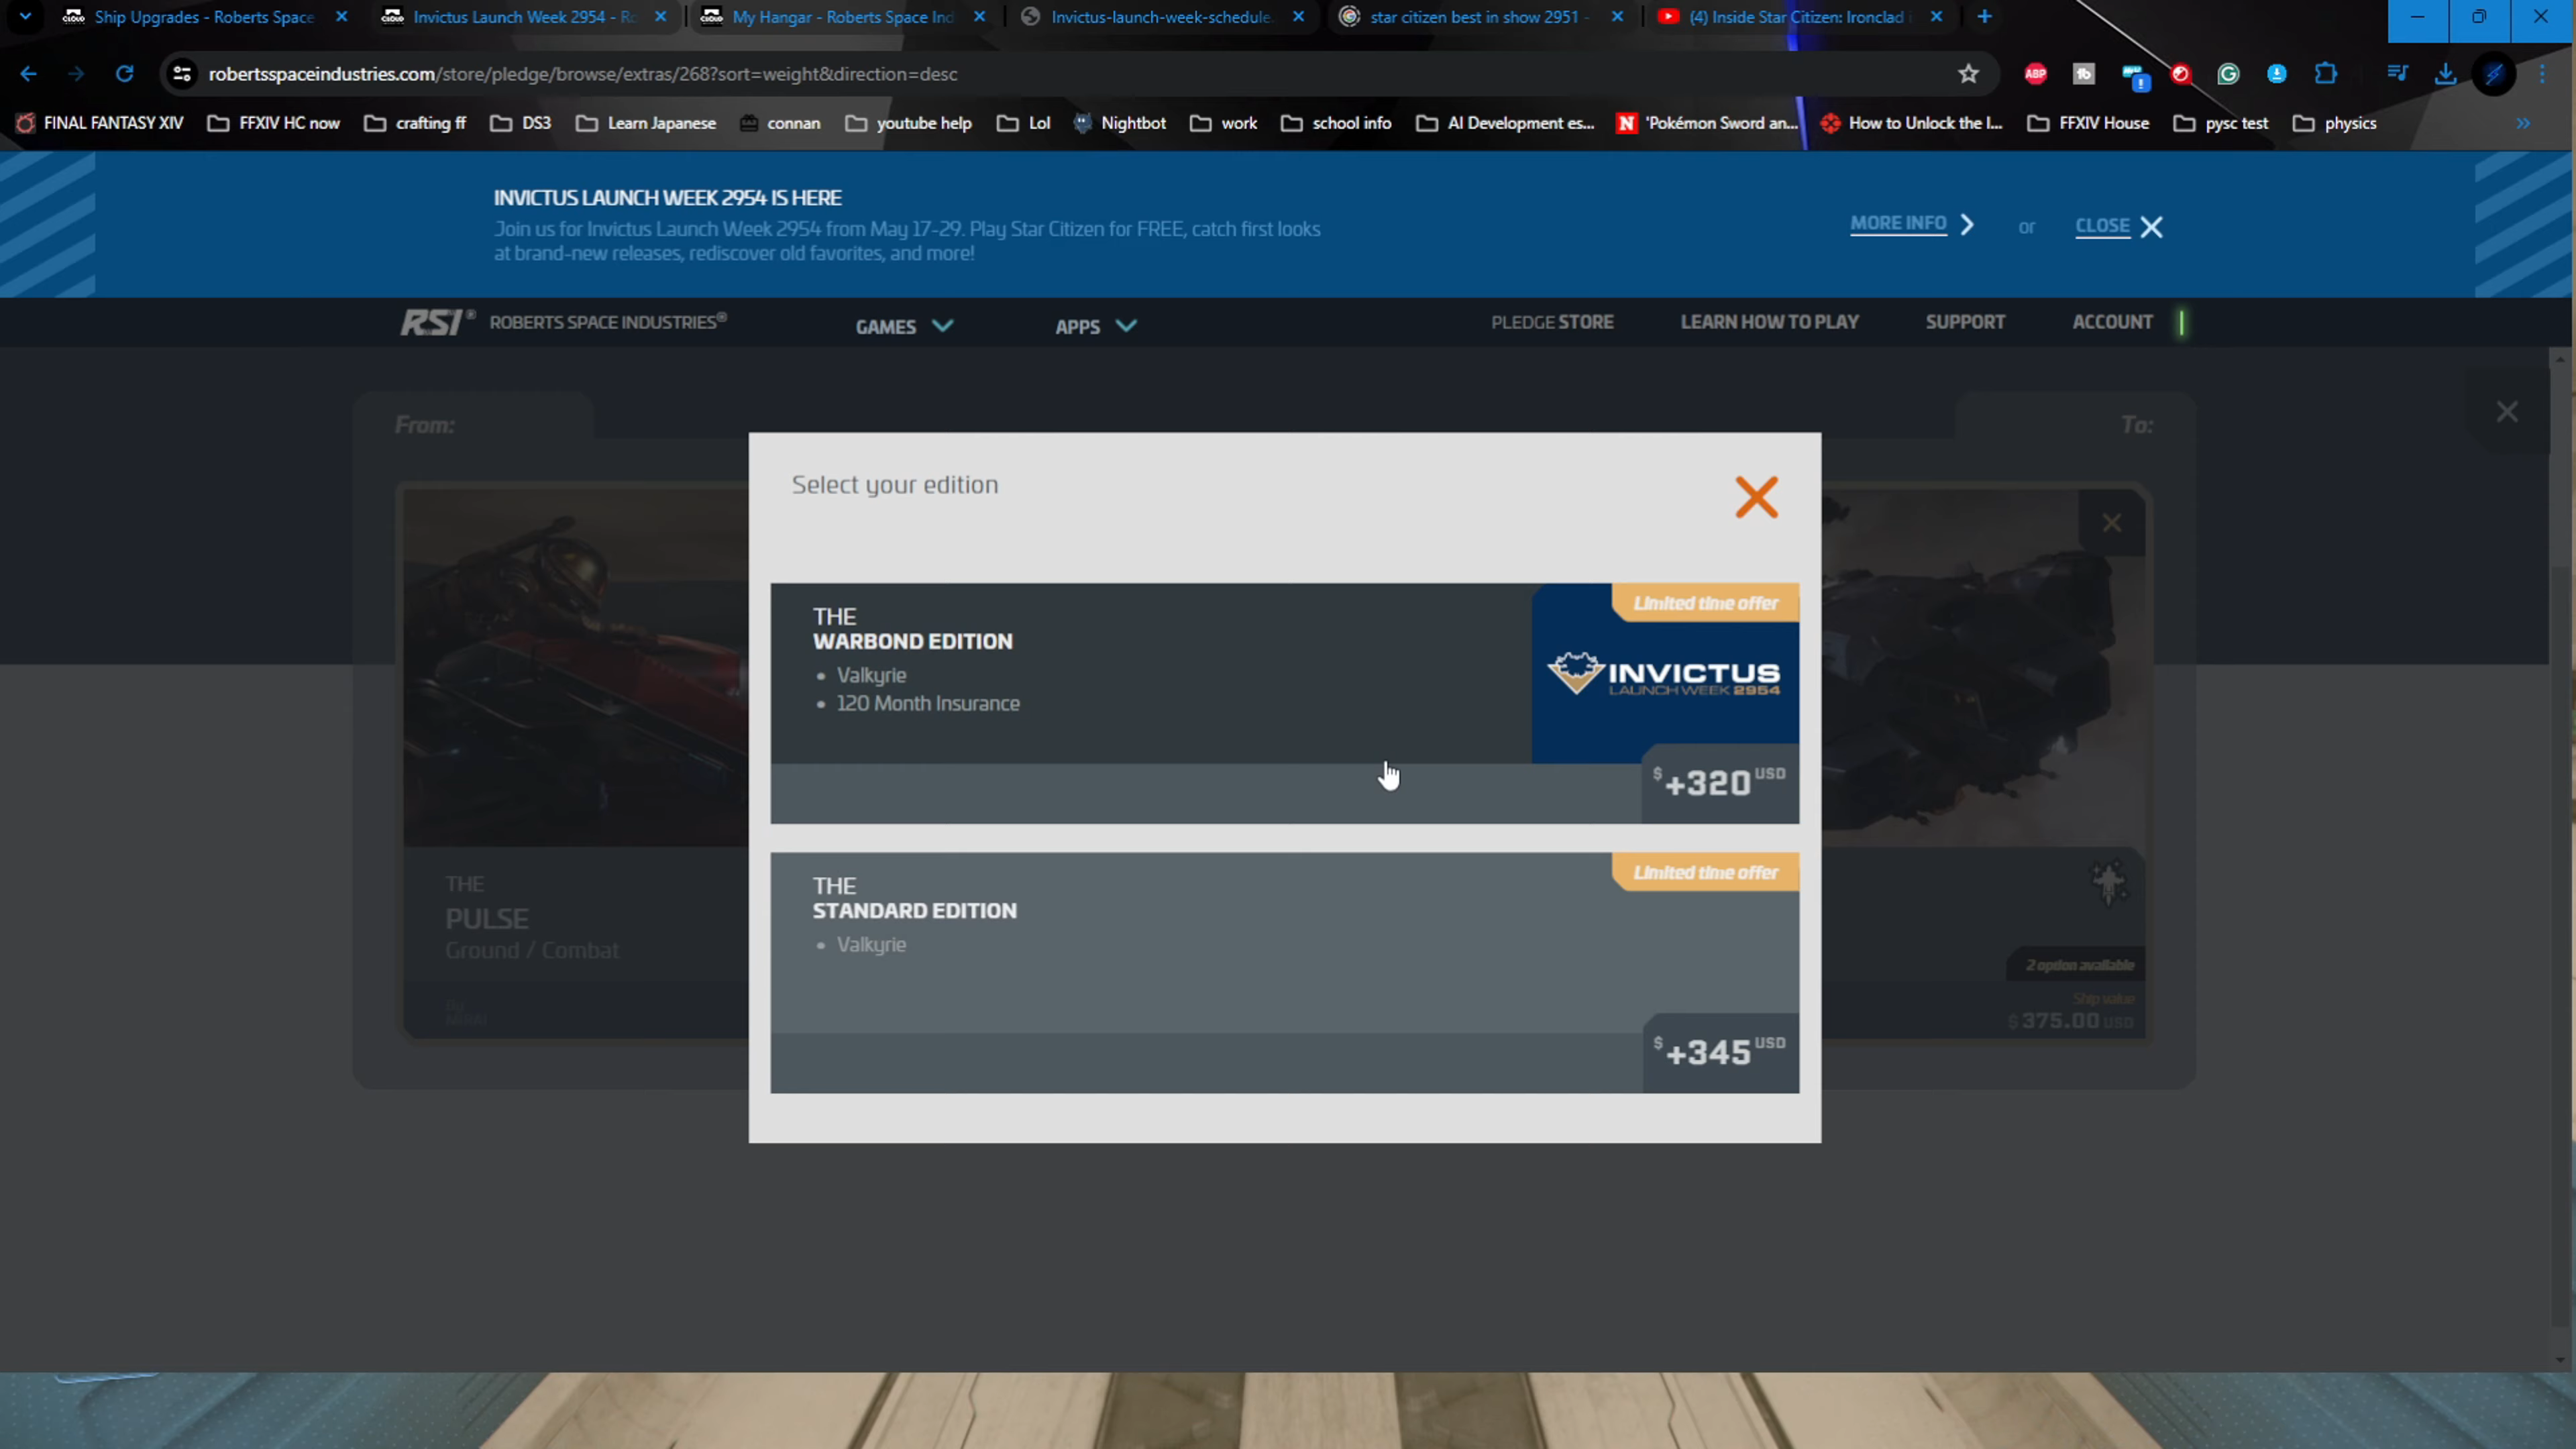 Ship Upgrades - Roberts Space
Invictus Launch Week 2954 - Ro
My Hangar - Roberts Space Ind
Invictus-launch-week-schedule
star citizen best in show 2951 -
(4) Inside Star Citizen: Ironclad i
robertsspaceindustries.com/store/pledge/browse/extras/268?sort=weight&direction=desc
ABP
FINAL FANTASY XIV
FFXIV HC now
crafting ff
DS3
Learn Japanese
connan
youtube help
Lol
Nightbot
work
school info
AI Development es...
'Pokémon Sword an...
How to Unlock the I...
FFXIV House
pysc test
physics
INVICTUS LAUNCH WEEK 2954 IS HERE
Join us for Invictus Launch Week 2954 from May 17-29. Play Star Citizen for FREE, catch first looks
at brand-new releases, rediscover old favorites, and more!
MORE INFO
or
CLOSE
RSI® ROBERTS SPACE INDUSTRIES®
GAMES
APPS
PLEDGE STORE
LEARN HOW TO PLAY
SUPPORT
ACCOUNT
From:
To:
Select your edition
THE
WARBOND EDITION
• Valkyrie
• 120 Month Insurance
Limited time offer
INVICTUS
LAUNCH WEEK 2954
$ +320 USD
THE
STANDARD EDITION
• Valkyrie
Limited time offer
$ +345 USD
THE
PULSE
Ground / Combat
By
MIRAI
2 option available
Ship value
$ 375.00 USD